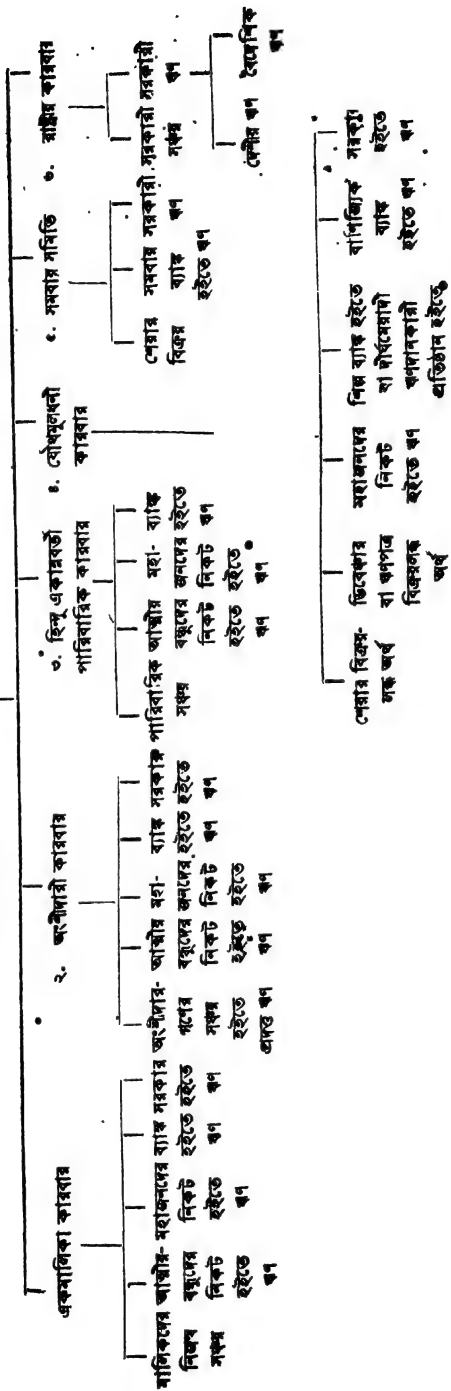 একমালিকী কারবার
মালিকদের নিজস্ব সঞ্চয়
আত্মীয়-বন্ধুদের নিকট হইতে ঋণ
মহাজনদের নিকট হইতে ঋণ
ব্যাঙ্ক হইতে ঋণ
সরকার হইতে ঋণ
২. অংশীদারী কারবার
অংশীদার-গণের সঞ্চয় হইতে প্রদত্ত ঋণ
আত্মীয় বন্ধুদের নিকট হইতে ঋণ
মহা-জনদের নিকট হইতে ঋণ
ব্যাঙ্ক হইতে ঋণ
সরকার হইতে ঋণ
৩. হিন্দু একান্নবর্তী পারিবারিক কারবার
পারিবারিক সঞ্চয়
আত্মীয় বন্ধুদের নিকট হইতে ঋণ
মহা-জনদের নিকট হইতে ঋণ
ব্যাঙ্ক হইতে ঋণ
৪. যৌথমূলধনী কারবার
শেয়ার বিক্রয়-লব্ধ অর্থ
ডিবেঞ্চার বা ঋণপত্র বিক্রয়লব্ধ অর্থ
মহাজনদের নিকট হইতে ঋণ
শিল্প ব্যাঙ্ক হইতে বা দীর্ঘমেয়াদী ঋণদানকারী প্রতিষ্ঠান হইতে
বাণিজ্যিক ব্যাঙ্ক হইতে ঋণ
সরকার হইতে ঋণ
৫. সমবায় সমিতি
শেয়ার বিক্রয়
সমবায় ব্যাঙ্ক হইতে ঋণ
সরকারী ঋণ
৬. রাষ্ট্রীয় কারবার
সরকারী সঞ্চয়
সরকারী ঋণ
দেশীয় ঋণ
বৈদেশিক ঋণ